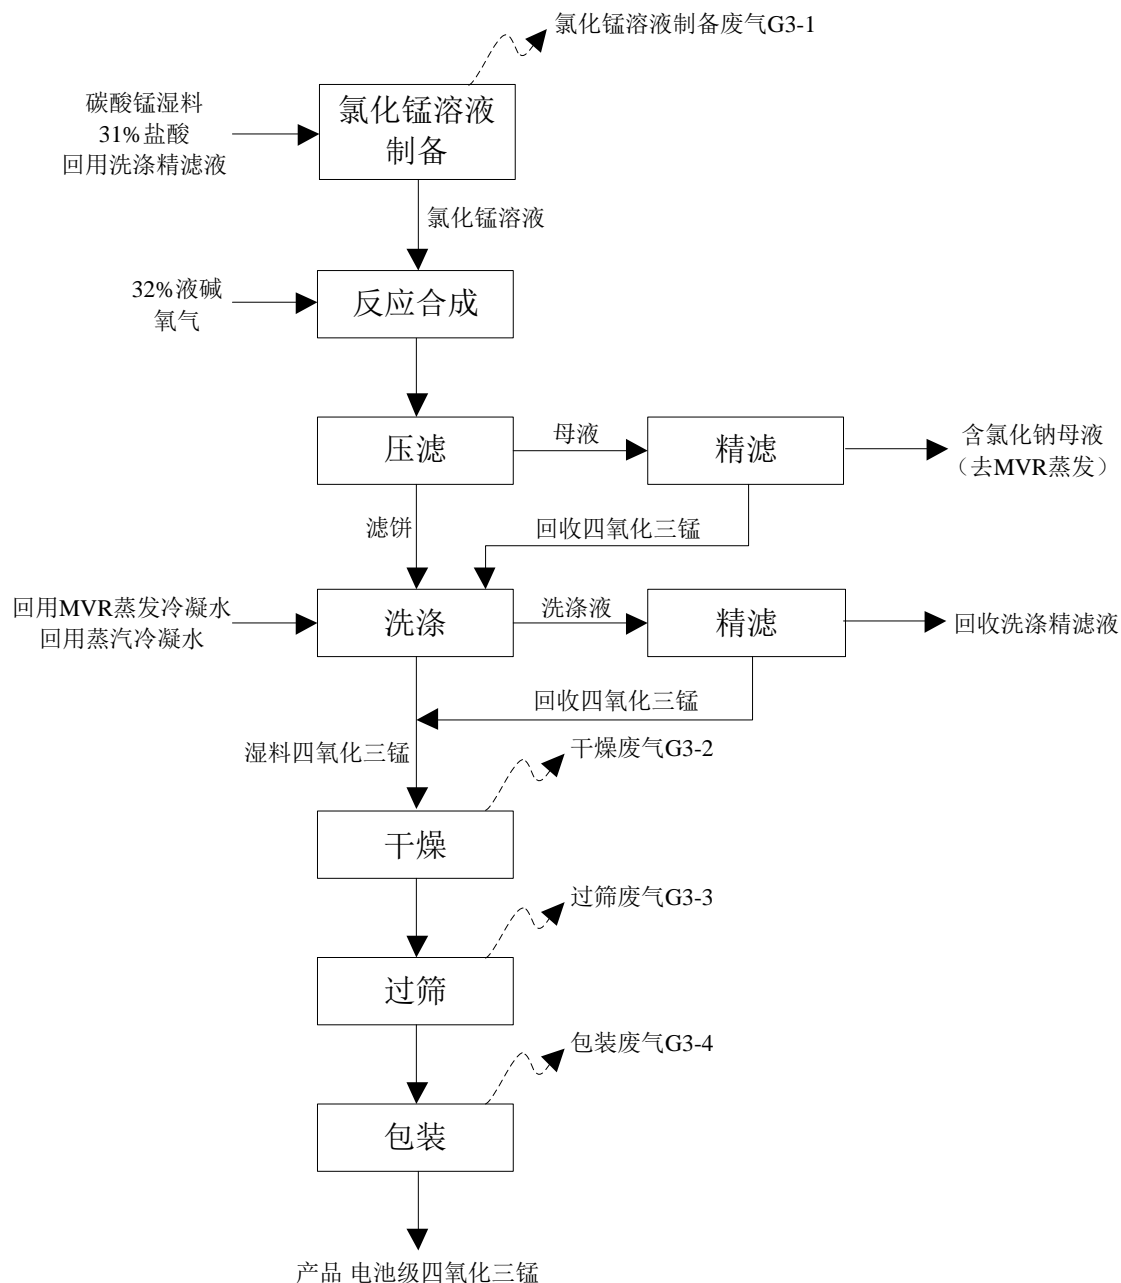 氯化锰溶液制备废气G3-1
碳酸锰湿料
31%盐酸
回用洗涤精滤液
氯化锰溶液
制备
氯化锰溶液
32%液碱
氧气
反应合成
压滤
母液
精滤
含氯化钠母液
（去MVR蒸发）
滤饼
回收四氧化三锰
回用MVR蒸发冷凝水
回用蒸汽冷凝水
洗涤
洗涤液
精滤
回收洗涤精滤液
回收四氧化三锰
湿料四氧化三锰
干燥废气G3-2
干燥
过筛废气G3-3
过筛
包装废气G3-4
包装
产品 电池级四氧化三锰